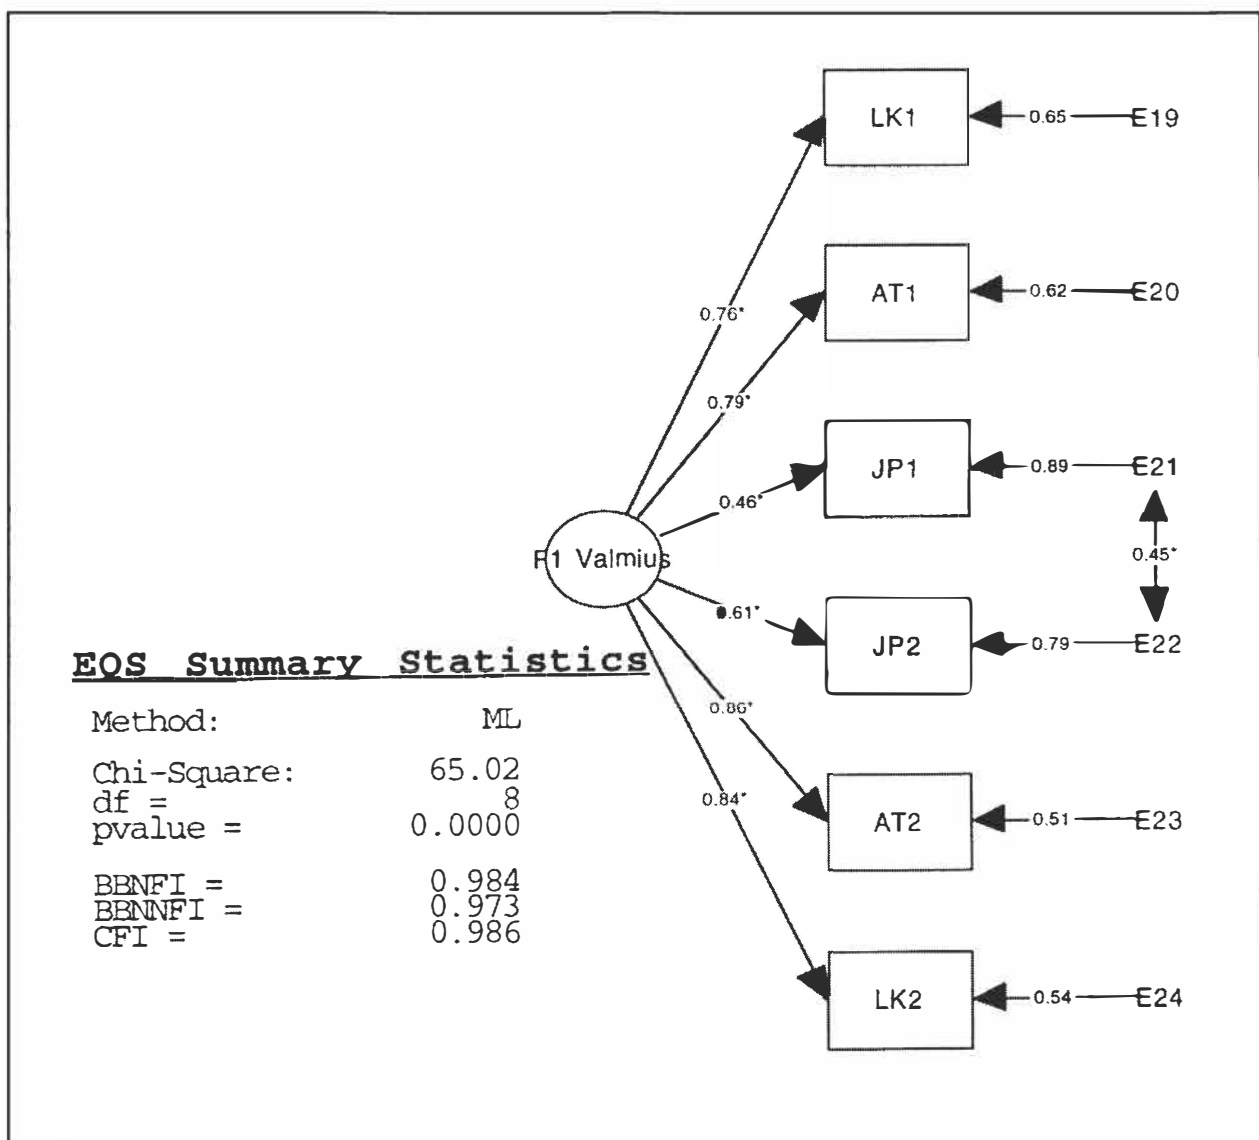 LK1 0.65 E19
AT1 0.62 E20
0.76*
0.79*
JP1 0.89 E21
0.46*
F1 Valmius
0.45*
0.61*
JP2 0.79 E22
EQS Summary Statistics
0.86*
Method: ML
Chi-Square: 65.02
df = 8
pvalue = 0.0000
0.84*
AT2 0.51 E23
BBNFI = 0.984
BBNNFI = 0.973
CFI = 0.986
LK2 0.54 E24